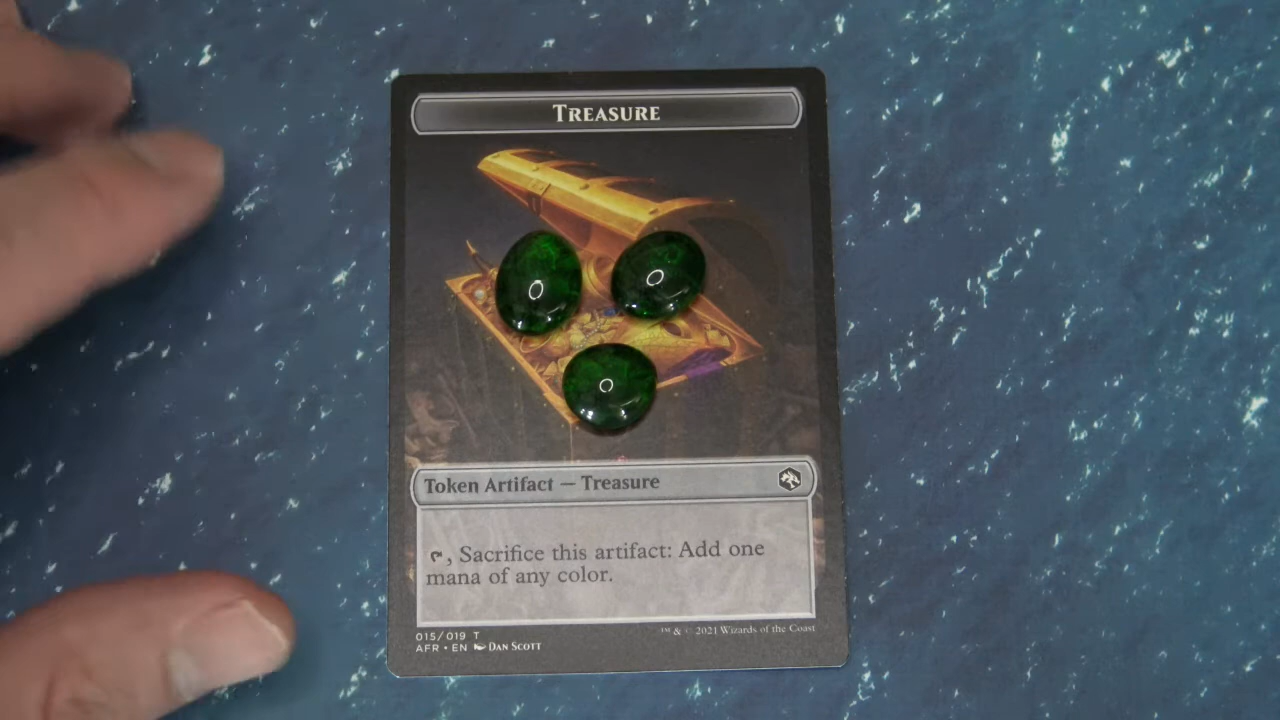 TREASURE
Token Artifact — Treasure
, Sacrifice this artifact: Add one
mana of any color.
015/019 T
™ & © 2021 Wizards of the Coast
AFR • EN DAN SCOTT